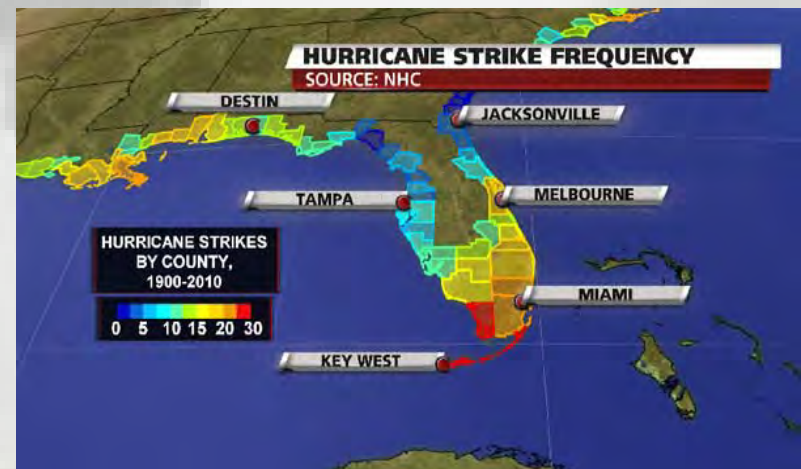 HURRICANE STRIKE FREQUENCY
SOURCE: NHC
DESTIN
JACKSONVILLE
TAMPA
MELBOURNE
HURRICANE STRIKES
BY COUNTY,
1900-2010
0 5 10 15 20 30
MIAMI
KEY WEST